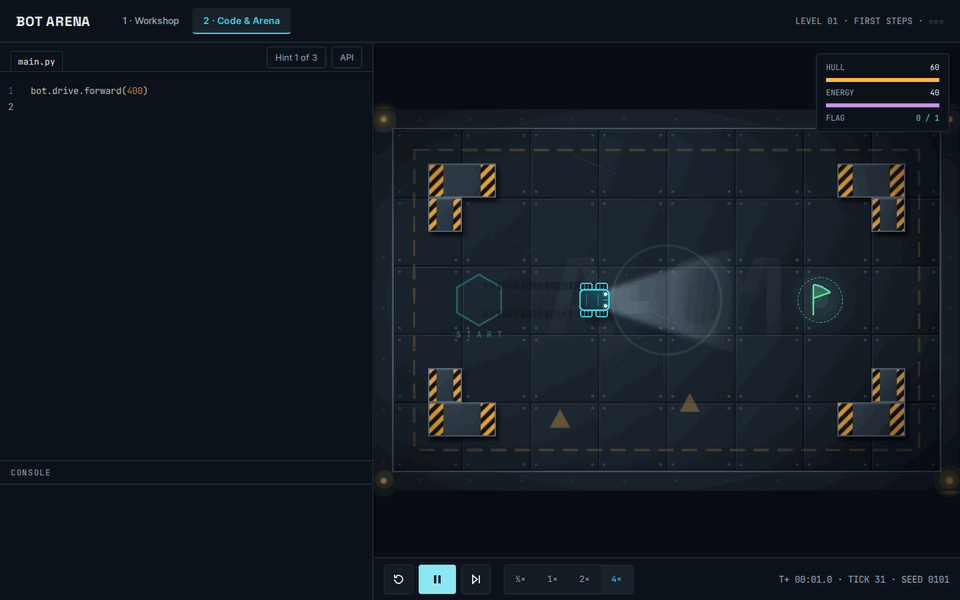 BOT ARENA
1 · Workshop
2 · Code & Arena
LEVEL 01 · FIRST STEPS · ☆☆☆
main.py
Hint 1 of 3
API
1 bot.drive.forward(400)
2
HULL 60
ENERGY 40
FLAG 0 / 1
START
CONSOLE
½×
1×
2×
4×
T+ 00:01.0 · TICK 31 · SEED 0101